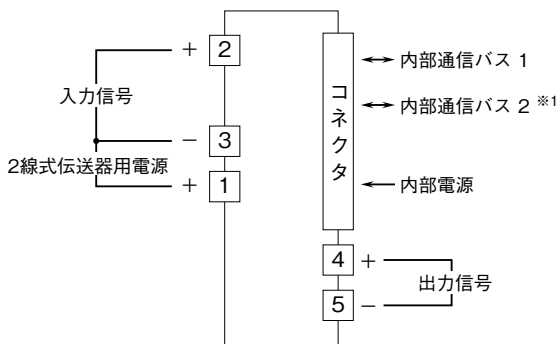 + 2
入力信号
− 3
2線式伝送器用電源
+ 1
コネクタ
内部通信バス 1
内部通信バス 2 ※1
内部電源
4 +
出力信号
5 −